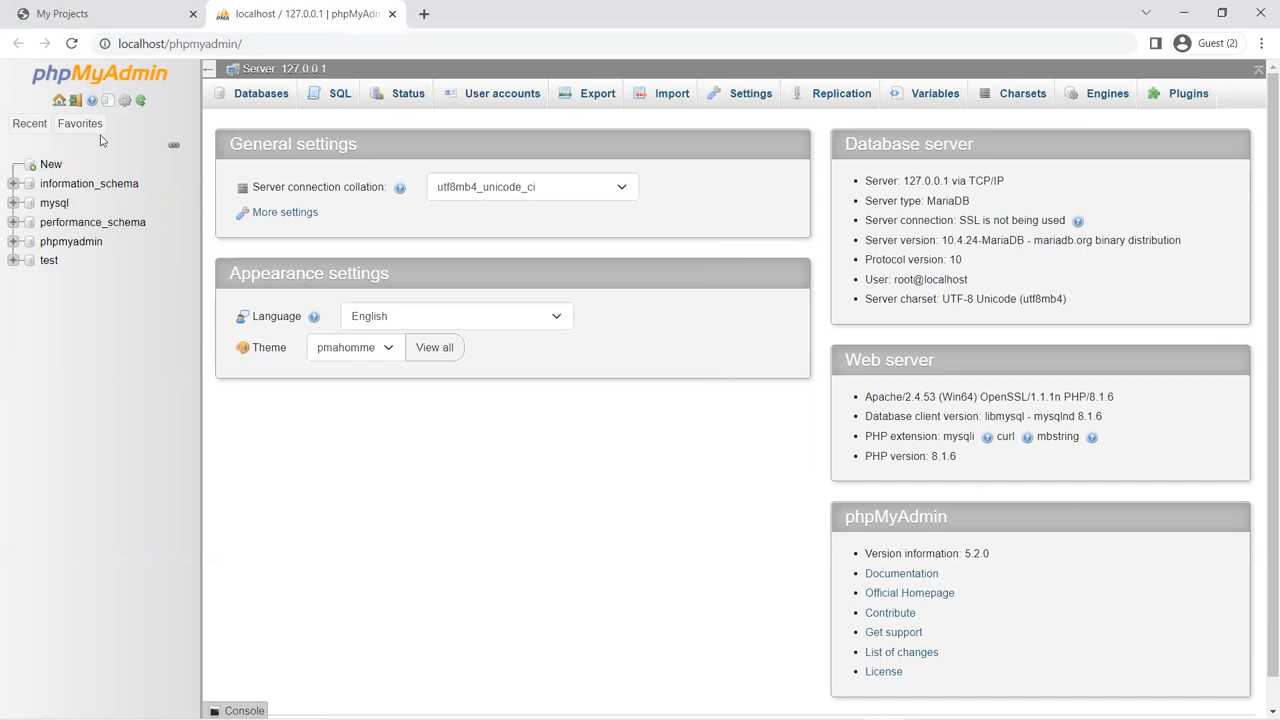 My Projects
localhost / 127.0.0.1 | phpMyAdm
localhost/phpmyadmin/
Guest (2)
phpMyAdmin
Recent
Favorites
New
information_schema
mysql
performance_schema
phpmyadmin
test
Server: 127.0.0.1
Databases
SQL
Status
User accounts
Export
Import
Settings
Replication
Variables
Charsets
Engines
Plugins
General settings
Server connection collation:
utf8mb4_unicode_ci
More settings
Appearance settings
Language
English
Theme
pmahomme
View all
Database server
Server: 127.0.0.1 via TCP/IP
Server type: MariaDB
Server connection: SSL is not being used
Server version: 10.4.24-MariaDB - mariadb.org binary distribution
Protocol version: 10
User: root@localhost
Server charset: UTF-8 Unicode (utf8mb4)
Web server
Apache/2.4.53 (Win64) OpenSSL/1.1.1n PHP/8.1.6
Database client version: libmysql - mysqlnd 8.1.6
PHP extension: mysqli curl mbstring
PHP version: 8.1.6
phpMyAdmin
Version information: 5.2.0
Documentation
Official Homepage
Contribute
Get support
List of changes
License
Console